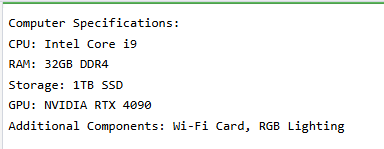 Computer Specifications:
CPU: Intel Core i9
RAM: 32GB DDR4
Storage: 1TB SSD
GPU: NVIDIA RTX 4090
Additional Components: Wi-Fi Card, RGB Lighting